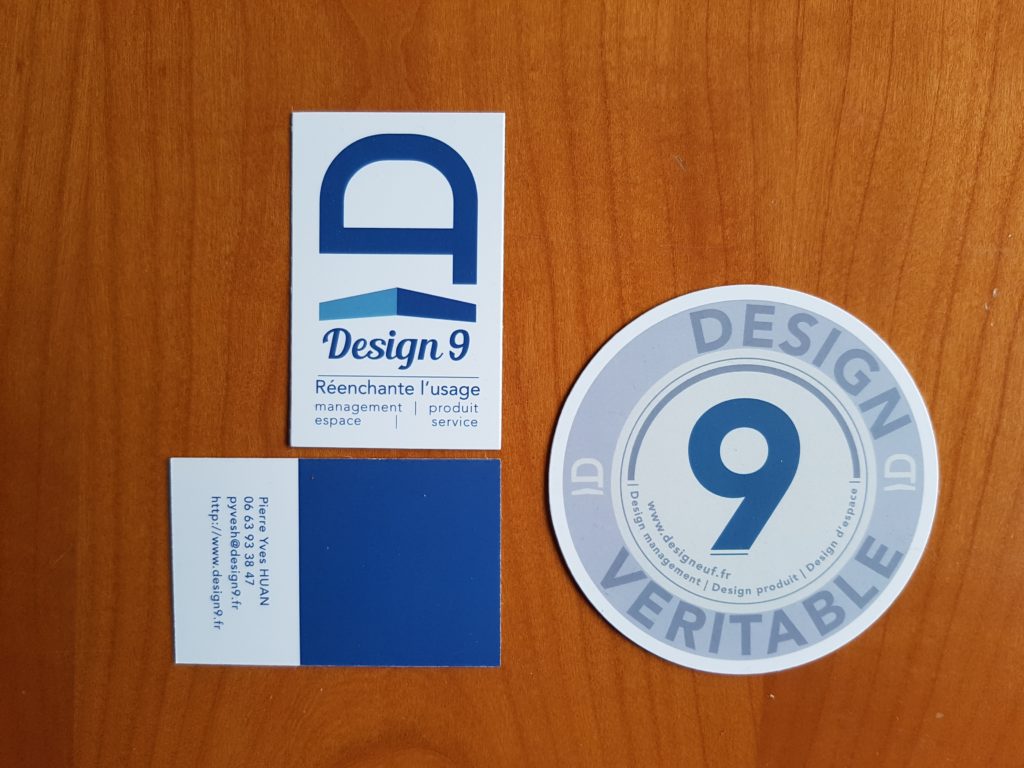 Design 9
Réenchante l'usage
management | produit
espace | service
Pierre Yves HUAN
06 63 93 38 47
pyvesh@design9.fr
http://www.design9.fr
DESIGN
9
www.designeuf.fr
| Design management | Design produit | Design d'espace |
VERITABLE
D
D